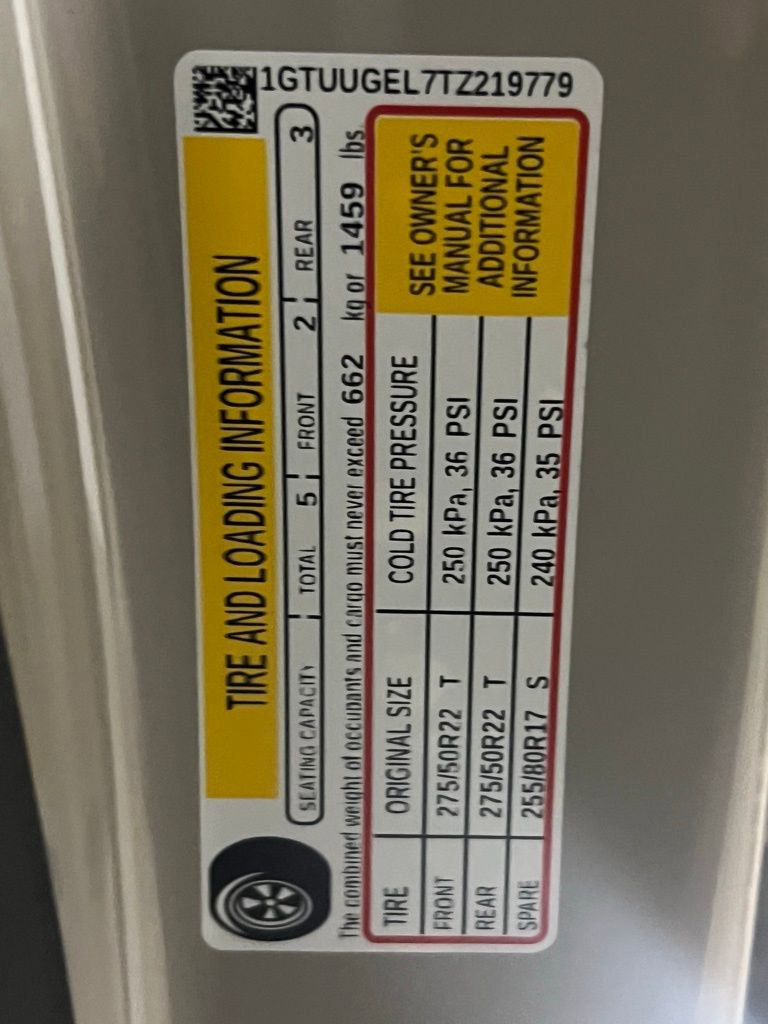 1GTUUGEL7TZ219779
TIRE AND LOADING INFORMATION
SEATING CAPACITY TOTAL 5 FRONT 2 REAR 3
The combined weight of occupants and cargo must never exceed 662 kg or 1459 lbs.
TIRE ORIGINAL SIZE COLD TIRE PRESSURE
FRONT 275/50R22 T 250 kPa, 36 PSI
REAR 275/50R22 T 250 kPa, 36 PSI
SPARE 255/80R17 S 240 kPa, 35 PSI
SEE OWNER'S
MANUAL FOR
ADDITIONAL
INFORMATION